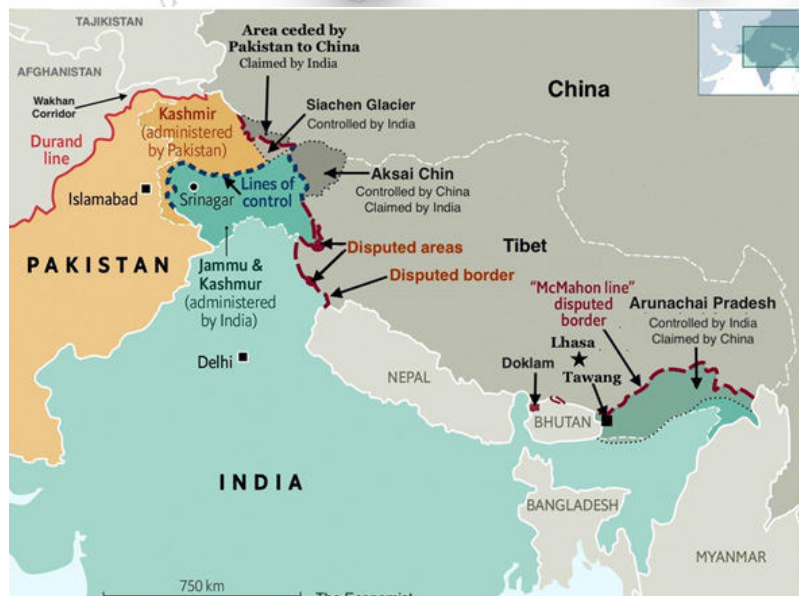 TAJIKISTAN
AFGHANISTAN
Wakhan
Corridor
Durand
line
Area ceded by
Pakistan to China
Claimed by India
Kashmir
(administered
by Pakistan)
Siachen Glacier
Controlled by India
China
Aksai Chin
Controlled by China
Claimed by India
Islamabad
Srinagar
Lines of
control
PAKISTAN
Jammu &
Kashmur
(administered
by India)
Disputed areas
Disputed border
Tibet
"McMahon line"
disputed
border
Arunachai Pradesh
Controlled by India
Claimed by China
Delhi
Lhasa
Doklam
Tawang
NEPAL
BHUTAN
INDIA
BANGLADESH
MYANMAR
750 km
The Economist